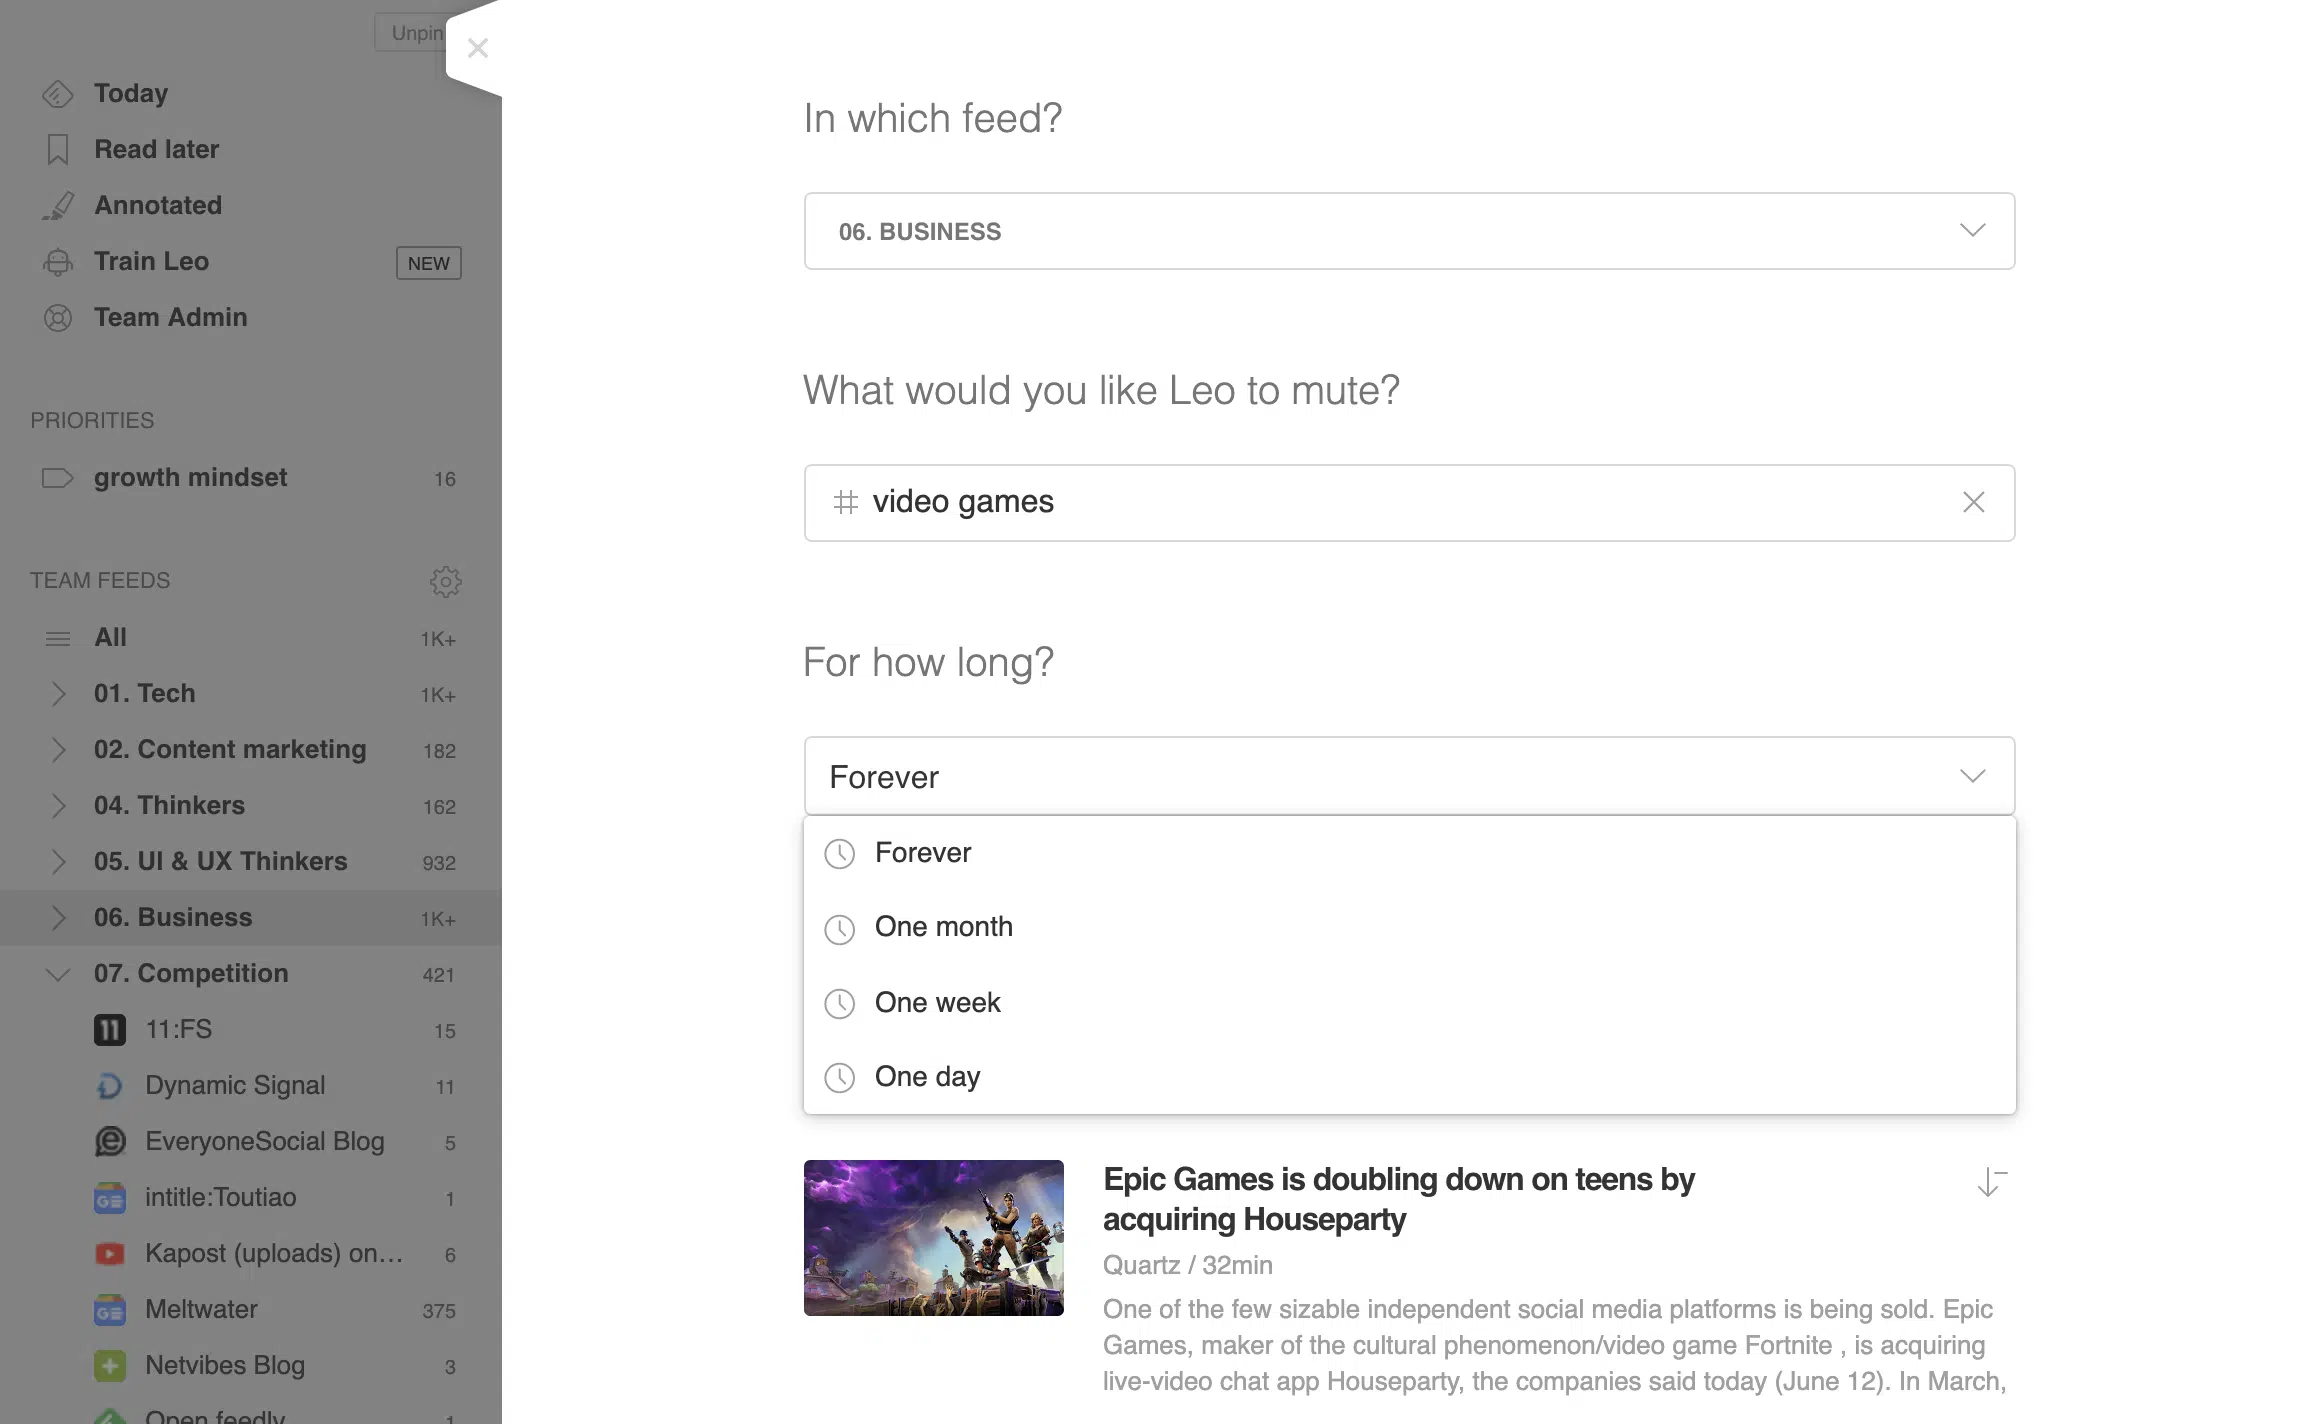 Unpin
Today
Read later
Annotated
Train Leo
NEW
Team Admin
PRIORITIES
growth mindset
16
TEAM FEEDS
All
1K+
01. Tech
1K+
02. Content marketing
182
04. Thinkers
162
05. UI & UX Thinkers
932
06. Business
1K+
07. Competition
421
11:FS
15
Dynamic Signal
11
EveryoneSocial Blog
5
intitle:Toutiao
1
Kapost (uploads) on...
6
Meltwater
375
Netvibes Blog
3
Open feedly
1
In which feed?
06. BUSINESS
What would you like Leo to mute?
# video games
For how long?
Forever
Forever
One month
One week
One day
Epic Games is doubling down on teens by
acquiring Houseparty
Quartz / 32min
One of the few sizable independent social media platforms is being sold. Epic
Games, maker of the cultural phenomenon/video game Fortnite , is acquiring
live-video chat app Houseparty, the companies said today (June 12). In March,